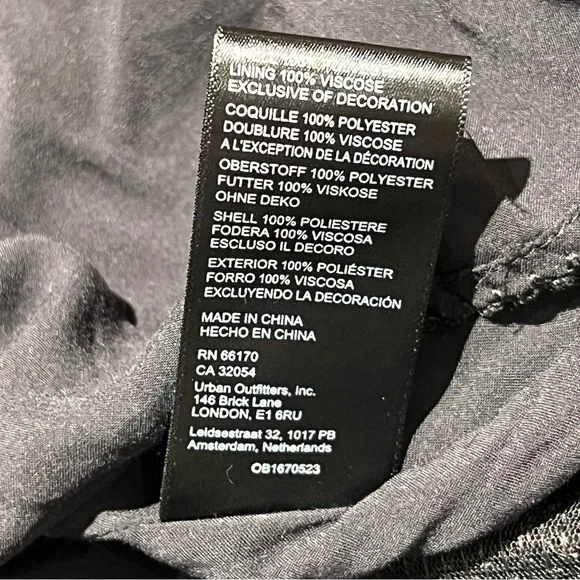 LINING 100% VISCOSE
EXCLUSIVE OF DECORATION
COQUILLE 100% POLYESTER
DOUBLURE 100% VISCOSE
A L'EXCEPTION DE LA DÉCORATION
OBERSTOFF 100% POLYESTER
FUTTER 100% VISKOSE
OHNE DEKO
SHELL 100% POLIESTERE
FODERA 100% VISCOSA
ESCLUSO IL DECORO
EXTERIOR 100% POLIÉSTER
FORRO 100% VISCOSA
EXCLUYENDO LA DECORACIÓN
MADE IN CHINA
HECHO EN CHINA
RN 66170
CA 32054
Urban Outfitters, Inc.
146 Brick Lane
LONDON, E1 6RU
Leidsestraat 32, 1017 PB
Amsterdam, Netherlands
OB1670523